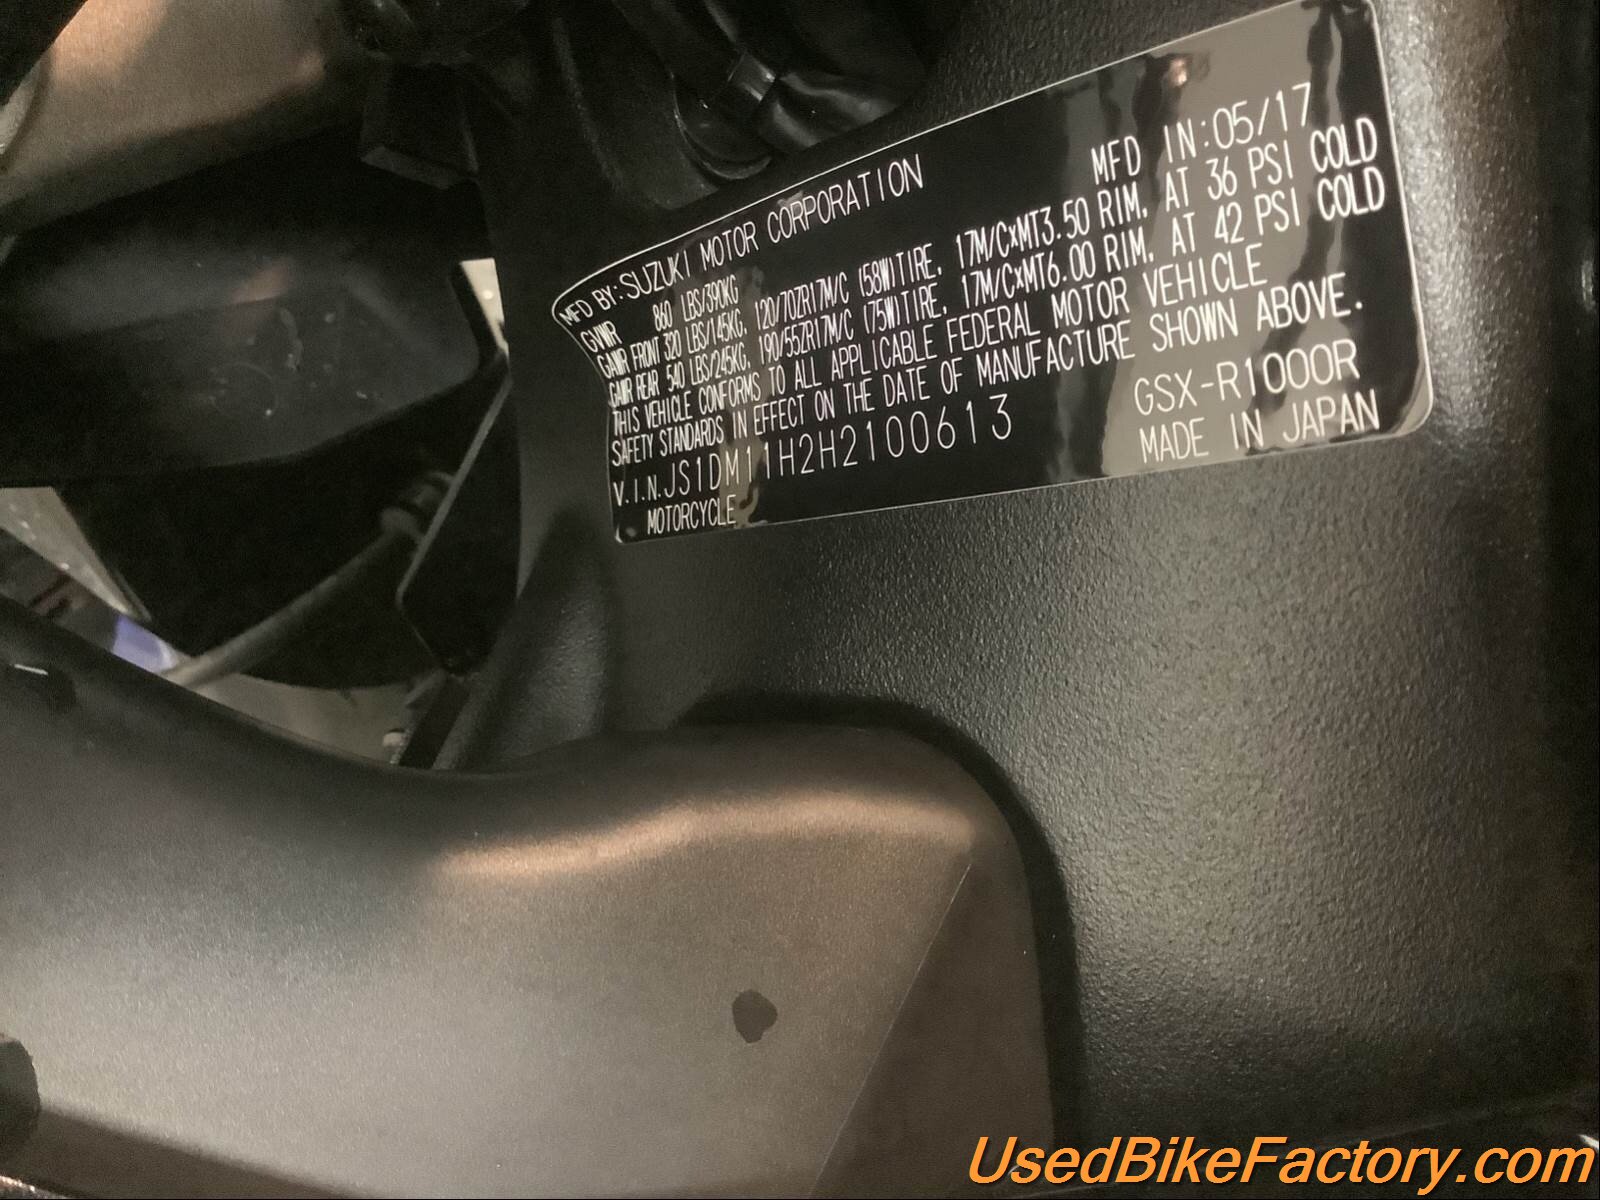 MFD BY: SUZUKI MOTOR CORPORATION
MFD IN: 05/17
GVWR 860 LBS/390KG
GAWR FRONT 320 LBS/145KG, 120/70ZR17M/C (58W)TIRE, 17M/CxMT3.50 RIM, AT 36 PSI COLD
GAWR REAR 540 LBS/245KG, 190/55ZR17M/C (75W)TIRE, 17M/CxMT6.00 RIM, AT 42 PSI COLD
THIS VEHICLE CONFORMS TO ALL APPLICABLE FEDERAL MOTOR VEHICLE
SAFETY STANDARDS IN EFFECT ON THE DATE OF MANUFACTURE SHOWN ABOVE.
V.I.N.JS1DM11H2H2100613
GSX-R1000R
MOTORCYCLE
MADE IN JAPAN
UsedBikeFactory.com